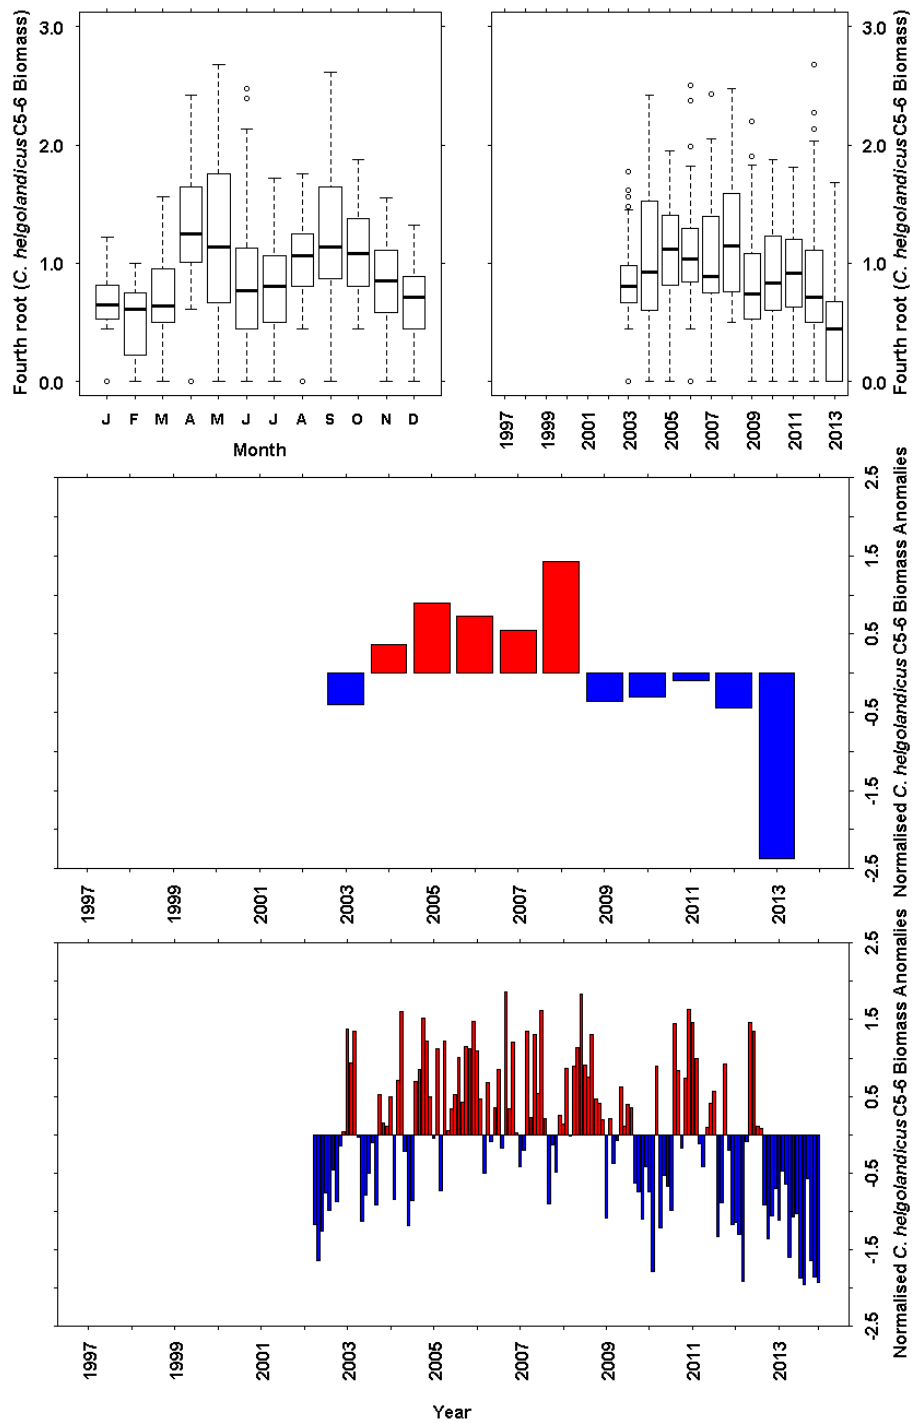 Fourth root (C. helgolandicus C5-6 Biomass)
3.0
2.0
1.0
0.0
J F M A M J J A S O N D
Month
3.0
2.0
1.0
0.0
1997 1999 2001 2003 2005 2007 2009 2011 2013
Fourth root (C. helgolandicus C5-6 Biomass)
2.5
1.5
0.5
-0.5
-1.5
-2.5
Normalised C. helgolandicus C5-6 Biomass Anomalies
1997 1999 2001 2003 2005 2007 2009 2011 2013
2.5
1.5
0.5
-0.5
-1.5
-2.5
Normalised C. helgolandicus C5-6 Biomass Anomalies
1997 1999 2001 2003 2005 2007 2009 2011 2013
Year